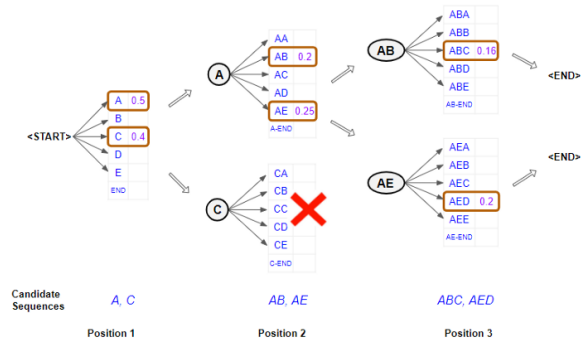 <START>
A 0.5
B
C 0.4
D
E
END
A
AA
AB 0.2
AC
AD
AE 0.25
A-END
C
CA
CB
CC
CD
CE
C-END
AB
ABA
ABB
ABC 0.16
ABD
ABE
AB-END
<END>
AE
AEA
AEB
AEC
AED 0.2
AEE
AE-END
<END>
Candidate
Sequences
A, C
AB, AE
ABC, AED
Position 1
Position 2
Position 3